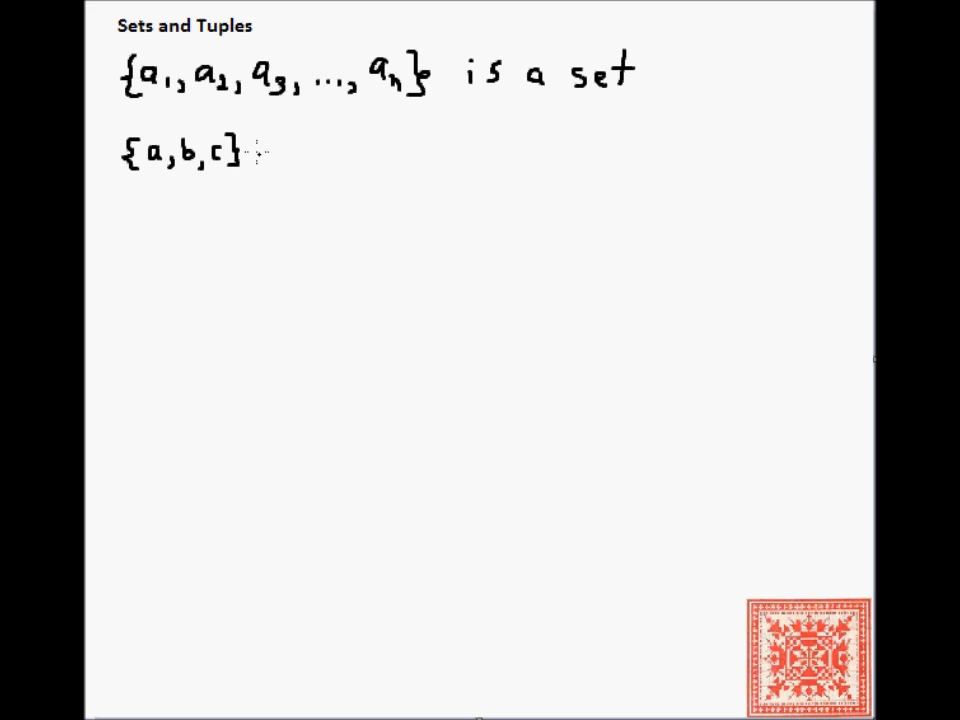 Sets and Tuples
{a₁, a₂, a₃, ..., aₙ} is a set
{a, b, c}